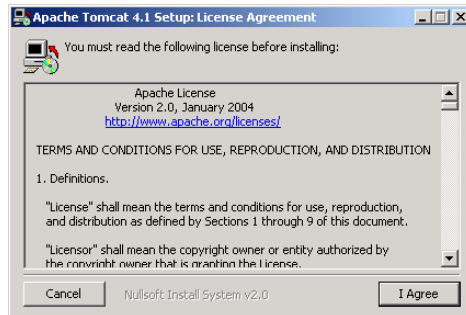 Apache Tomcat 4.1 Setup: License Agreement
You must read the following license before installing:
Apache License
Version 2.0, January 2004
http://www.apache.org/licenses/
TERMS AND CONDITIONS FOR USE, REPRODUCTION, AND DISTRIBUTION
1. Definitions.
"License" shall mean the terms and conditions for use, reproduction,
and distribution as defined by Sections 1 through 9 of this document.
"Licensor" shall mean the copyright owner or entity authorized by
the copyright owner that is granting the License.
Cancel
Nullsoft Install System v2.0
I Agree